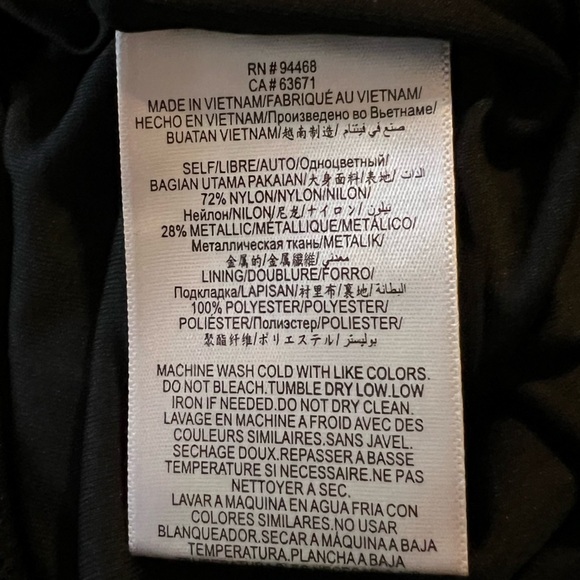 RN # 94468
CA # 63671
MADE IN VIETNAM/FABRIQUÉ AU VIETNAM/
HECHO EN VIETNAM/Произведено во Вьетнаме/
BUATAN VIETNAM/越南制造/صنع في فيتنام
SELF/LIBRE/AUTO/Одноцветный/
BAGIAN UTAMA PAKAIAN/大身面料/表地/الذات
72% NYLON/NYLON/NILON/
Нейлон/NILON/尼龙/ナイロン/نيلون
28% METALLIC/MÉTALLIQUE/METÁLICO/
Металлическая ткань/METALIK/
金属的/金属繊維/معدني
LINING/DOUBLURE/FORRO/
Подкладка/LAPISAN/衬里布/裏地/البطانة
100% POLYESTER/POLYESTER/
POLIÉSTER/Полиэстер/POLIESTER/
聚酯纤维/ポリエステル/بوليستر
MACHINE WASH COLD WITH LIKE COLORS.
DO NOT BLEACH.TUMBLE DRY LOW.LOW
IRON IF NEEDED.DO NOT DRY CLEAN.
LAVAGE EN MACHINE A FROID AVEC DES
COULEURS SIMILAIRES.SANS JAVEL.
SECHAGE DOUX.REPASSER A BASSE
TEMPERATURE SI NECESSAIRE.NE PAS
NETTOYER A SEC.
LAVAR A MAQUINA EN AGUA FRIA CON
COLORES SIMILARES.NO USAR
BLANQUEADOR.SECAR A MÁQUINA A BAJA
TEMPERATURA.PLANCHA A BAJA